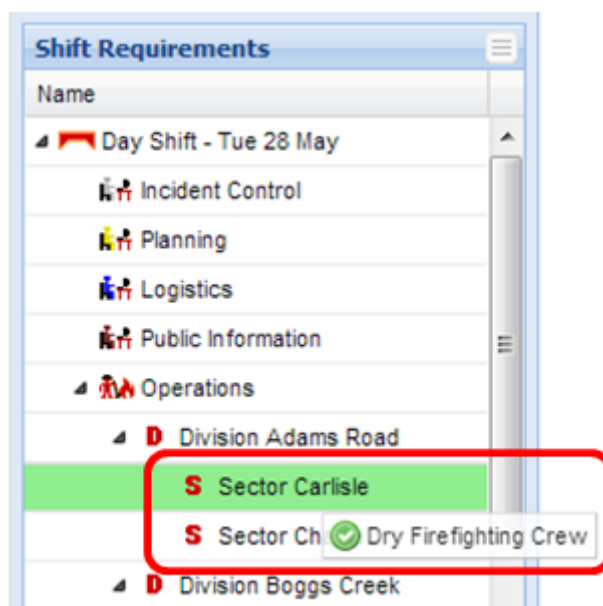 Shift Requirements
Name
Day Shift - Tue 28 May
Incident Control
Planning
Logistics
Public Information
Operations
D Division Adams Road
S Sector Carlisle
S Sector Ch
Dry Firefighting Crew
D Division Boggs Creek